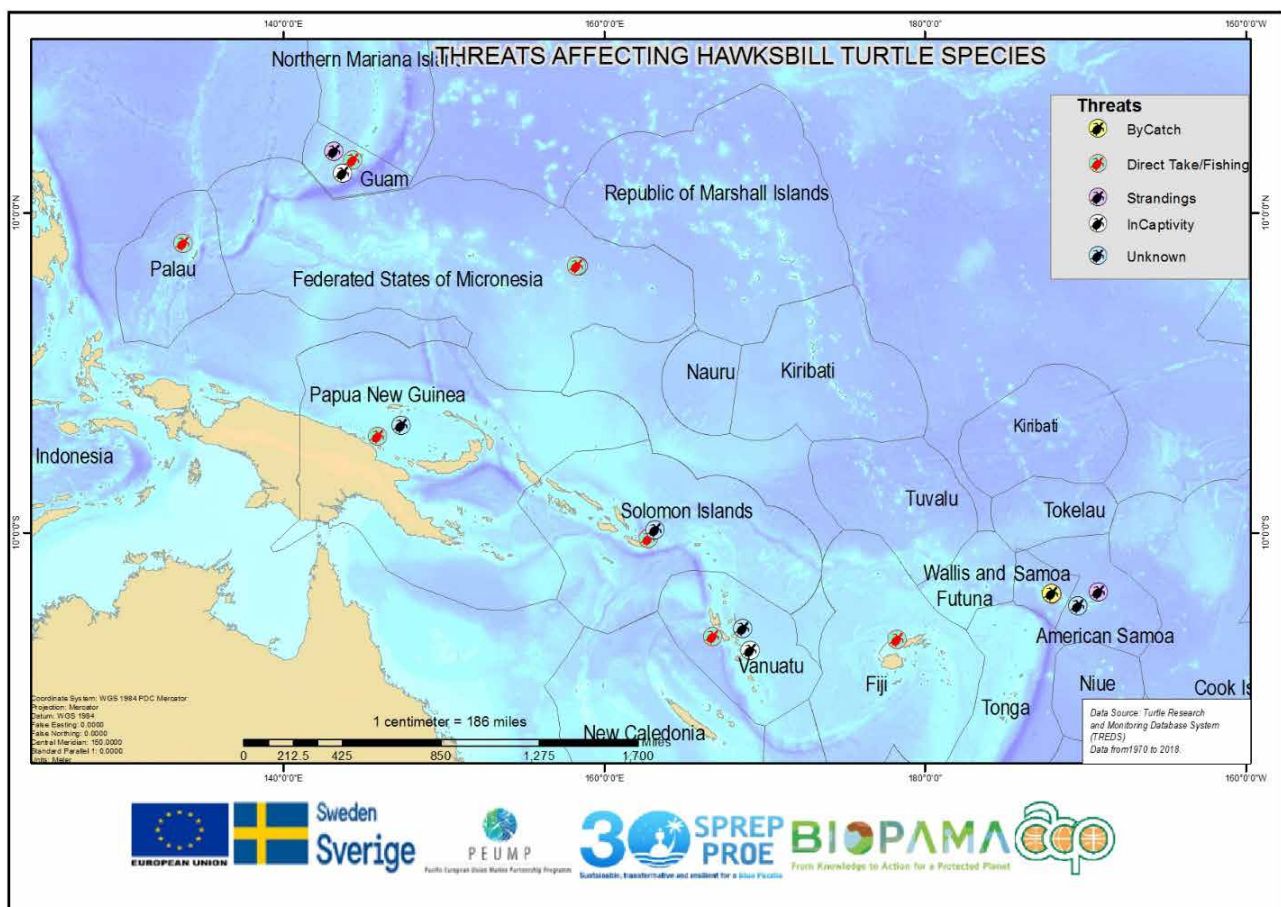 140°0'0"E
160°0'0"E
180°0'0"
160°0'0"W
THREATS AFFECTING HAWKSBILL TURTLE SPECIES
Northern Mariana Isl
Threats
ByCatch
Direct Take/Fishing
Strandings
InCaptivity
Unknown
Guam
Republic of Marshall Islands
10°0'0"N
10°0'0"N
Palau
Federated States of Micronesia
Nauru
Kiribati
Papua New Guinea
Kiribati
Indonesia
Solomon Islands
Tuvalu
Tokelau
10°0'0"S
10°0'0"S
Wallis and
Futuna
Samoa
American Samoa
Vanuatu
Fiji
Niue
Cook Is
Tonga
New Caledonia
Coordinate System: WGS 1984 PDC Mercator
Projection: Mercator
Datum: WGS 1984
False Easting: 0.0000
False Northing: 0.0000
Central Meridian: 150.0000
Standard Parallel 1: 0.0000
Units: Meter
1 centimeter = 186 miles
Miles
0 212.5 425 850 1,275 1,700
Data Source: Turtle Research
and Monitoring Database System
(TREDS)
Data from1970 to 2018.
140°0'0"E
160°0'0"E
180°0'0"
160°0'0"W
EUROPEAN UNION
Sweden
Sverige
PEUMP
Pacific European Union Marine Partnership Programme
30
SPREP
PROE
Sustainable, transformative and resilient for a Blue Pacific
BIOPAMA
From Knowledge to Action for a Protected Planet
acp